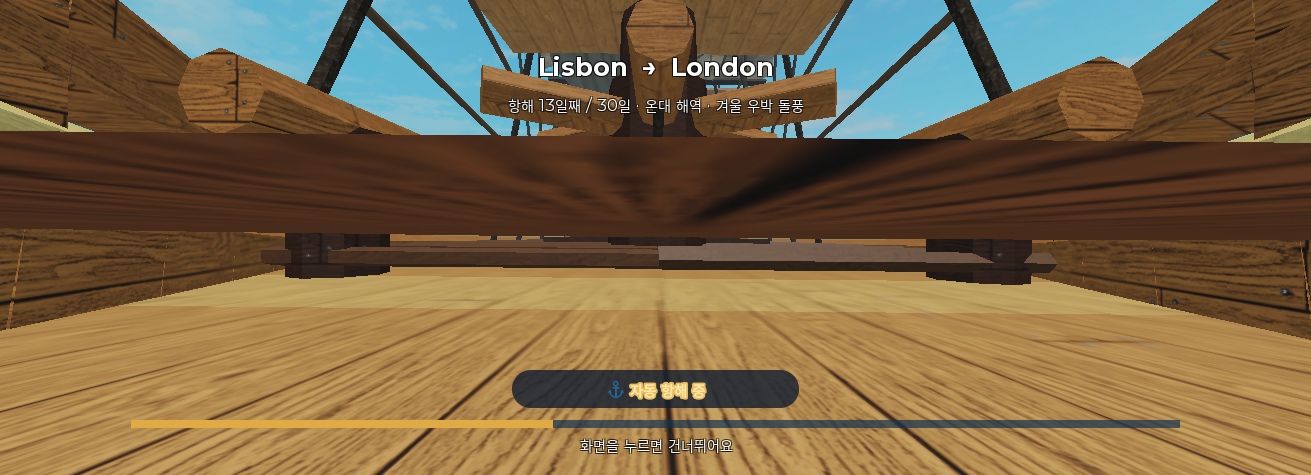 Lisbon → London
항해 13일째 / 30일 · 온대 해역 · 겨울 우박 돌풍
⚓ 자동 항해 중
화면을 누르면 건너뛰어요